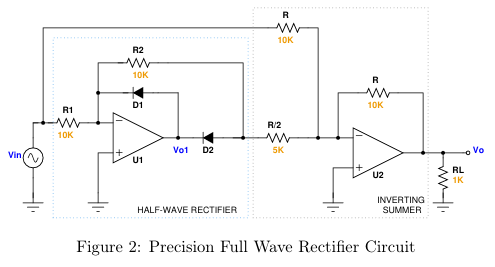 R
10K
R2
10K
D1
R1
10K
R/2
5K
R
10K
Vin
U1
Vo1
D2
U2
Vo
RL
1K
HALF-WAVE RECTIFIER
INVERTING
SUMMER
Figure 2: Precision Full Wave Rectifier Circuit